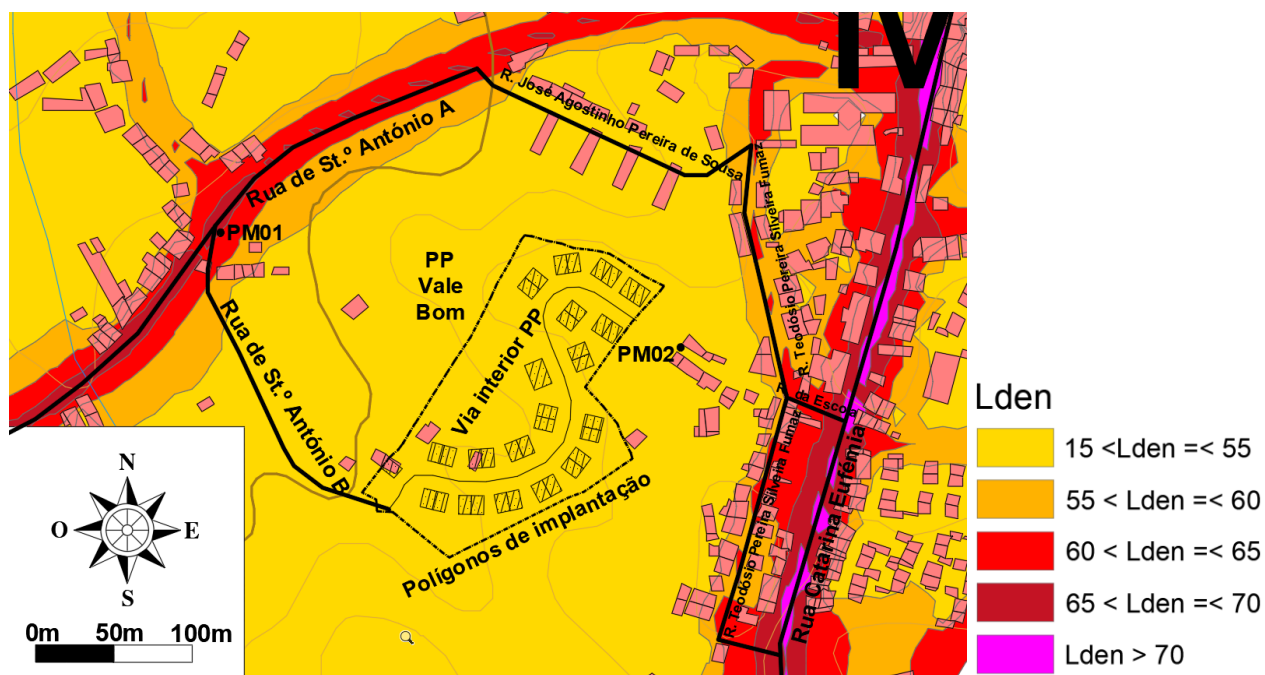 IV
R. José Agostinho Pereira de Sousa
Rua de St.º António A
R. Teodósio Pereira Silveira Fumaz
PM01
PP
Vale
Bom
Via interior PP
PM02
Rua de St.º António B
R. Escola
R. Teodósio Pereira Silveira Fumaz B
Rua Catarina Eufémia
Polígonos de implantação
N
O
E
S
0m 50m 100m
Lden
15 <Lden =< 55
55 < Lden =< 60
60 < Lden =< 65
65 < Lden =< 70
Lden > 70